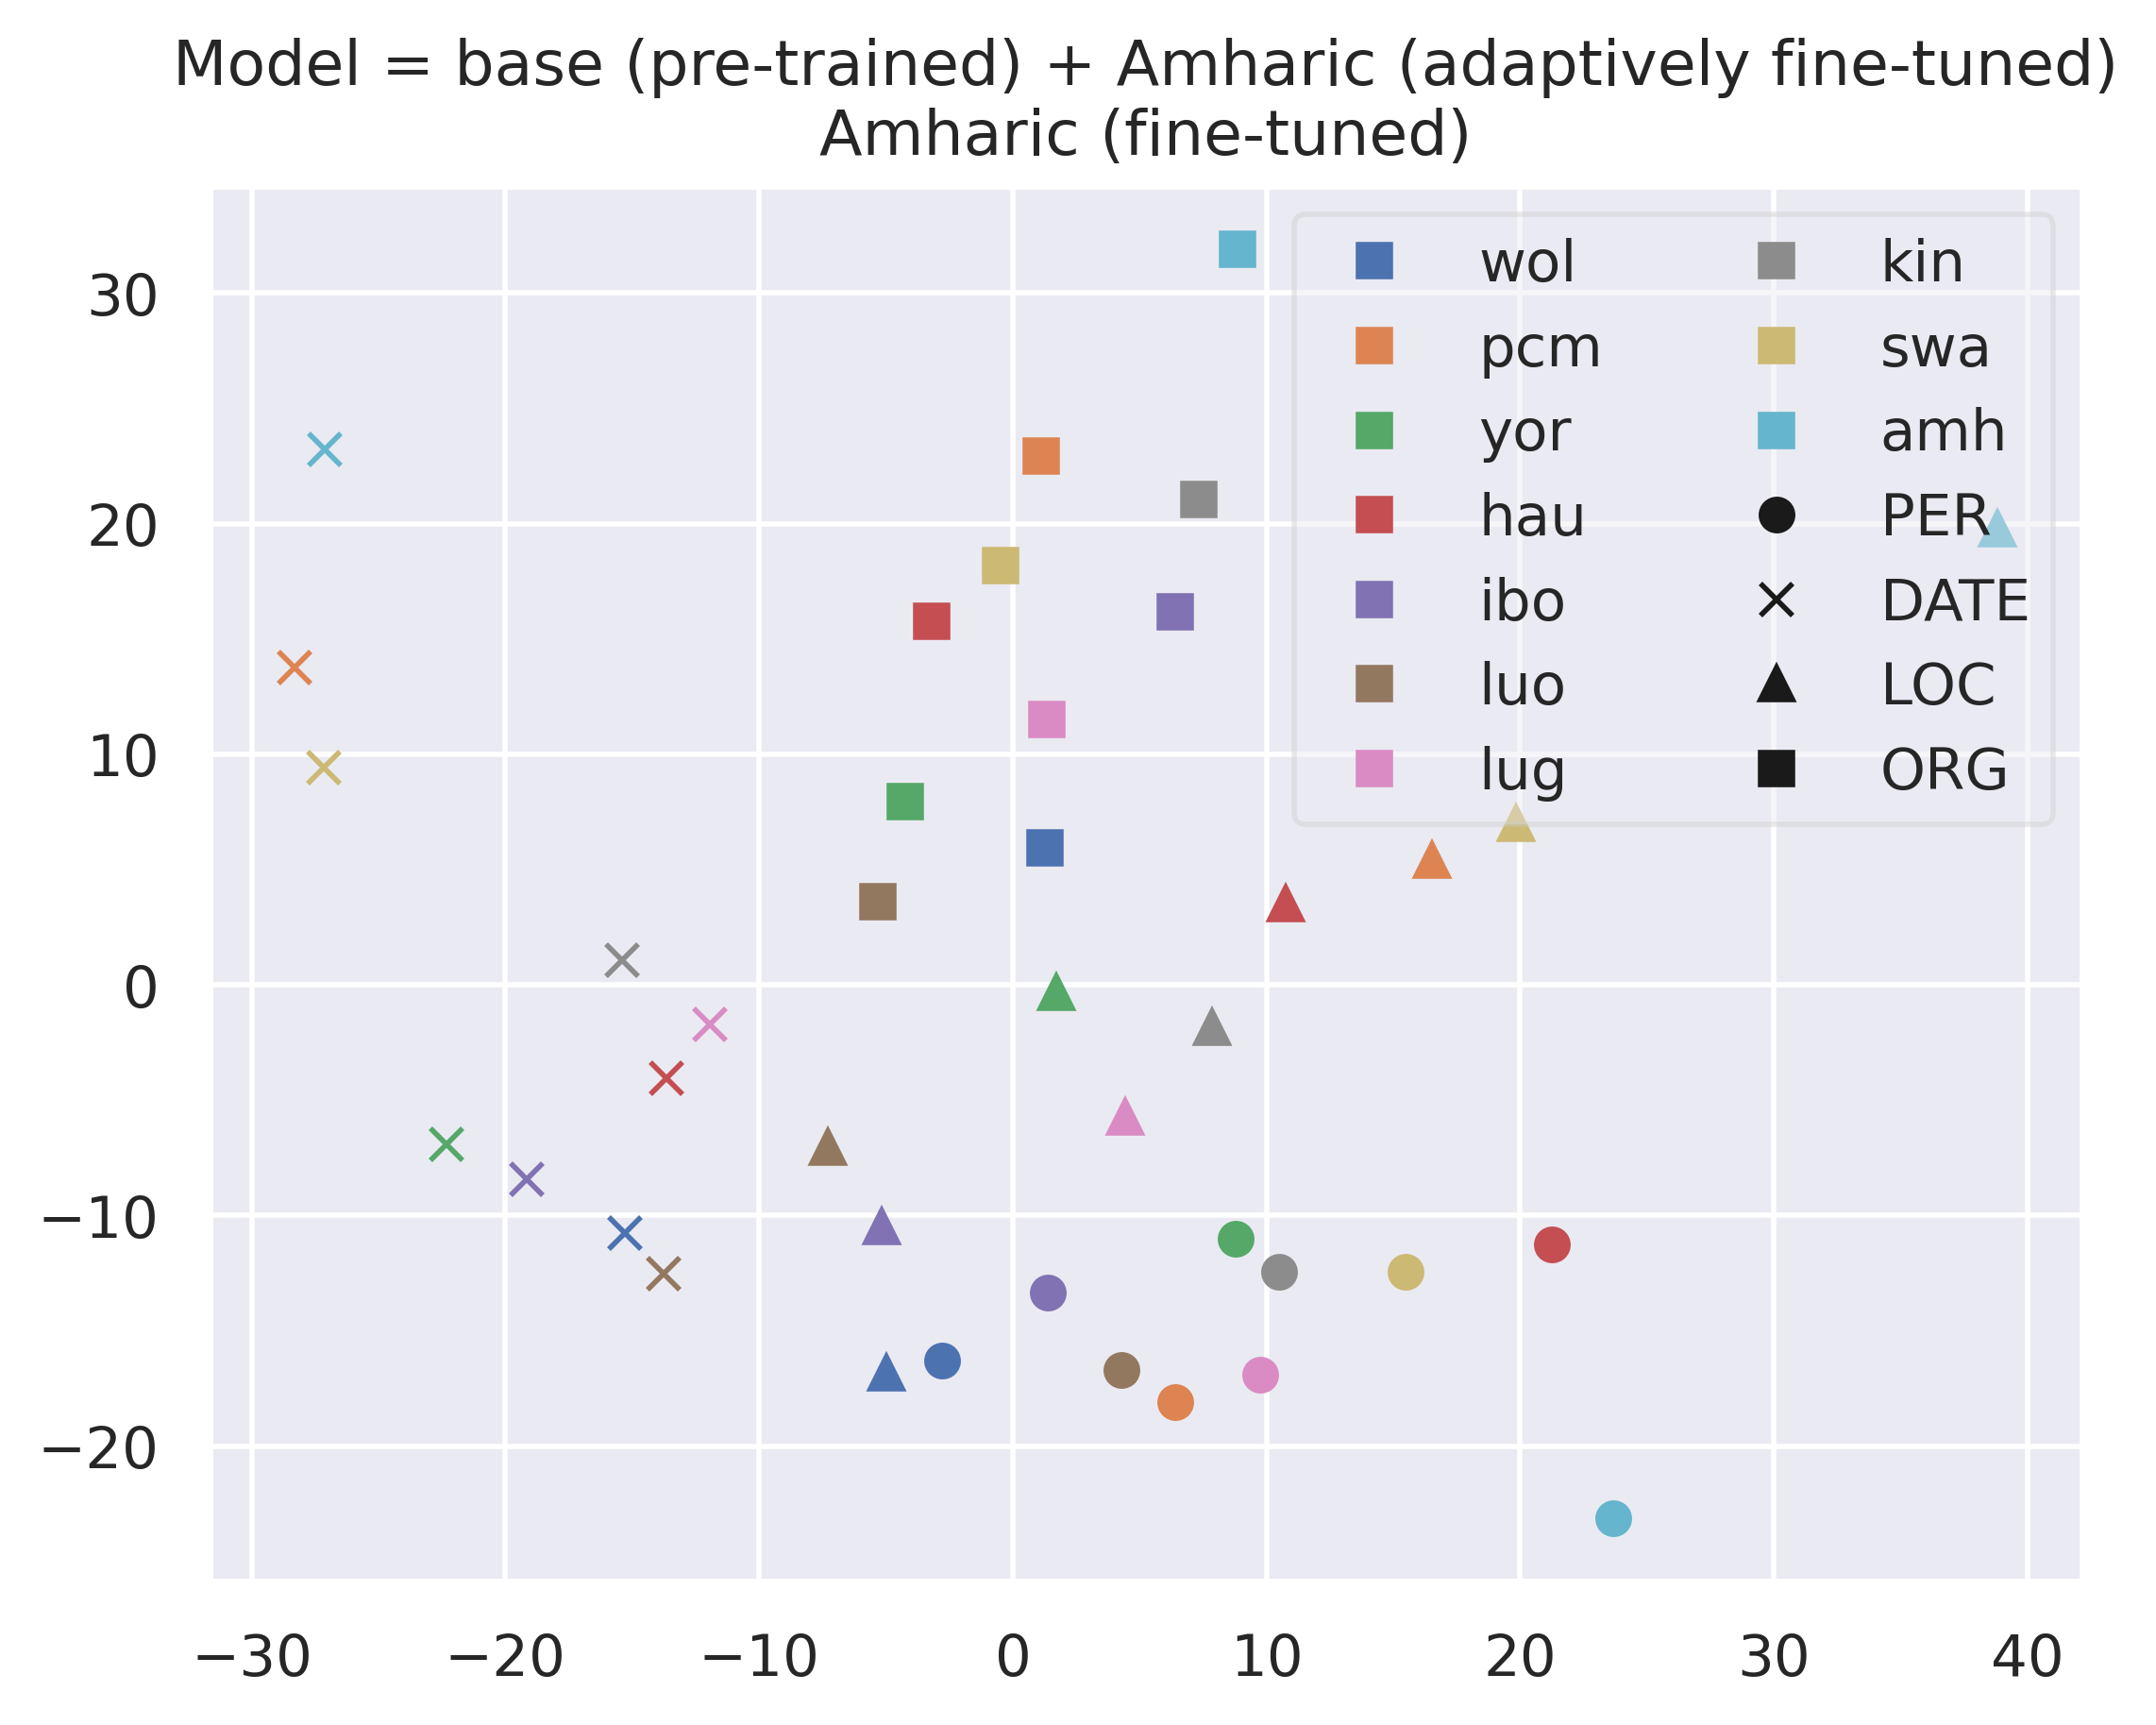 Model = base (pre-trained) + Amharic (adaptively fine-tuned)
Amharic (fine-tuned)
30
20
10
0
−10
−20
−30
−20
−10
0
10
20
30
40
wol
pcm
yor
hau
ibo
luo
lug
kin
swa
amh
PER
DATE
LOC
ORG